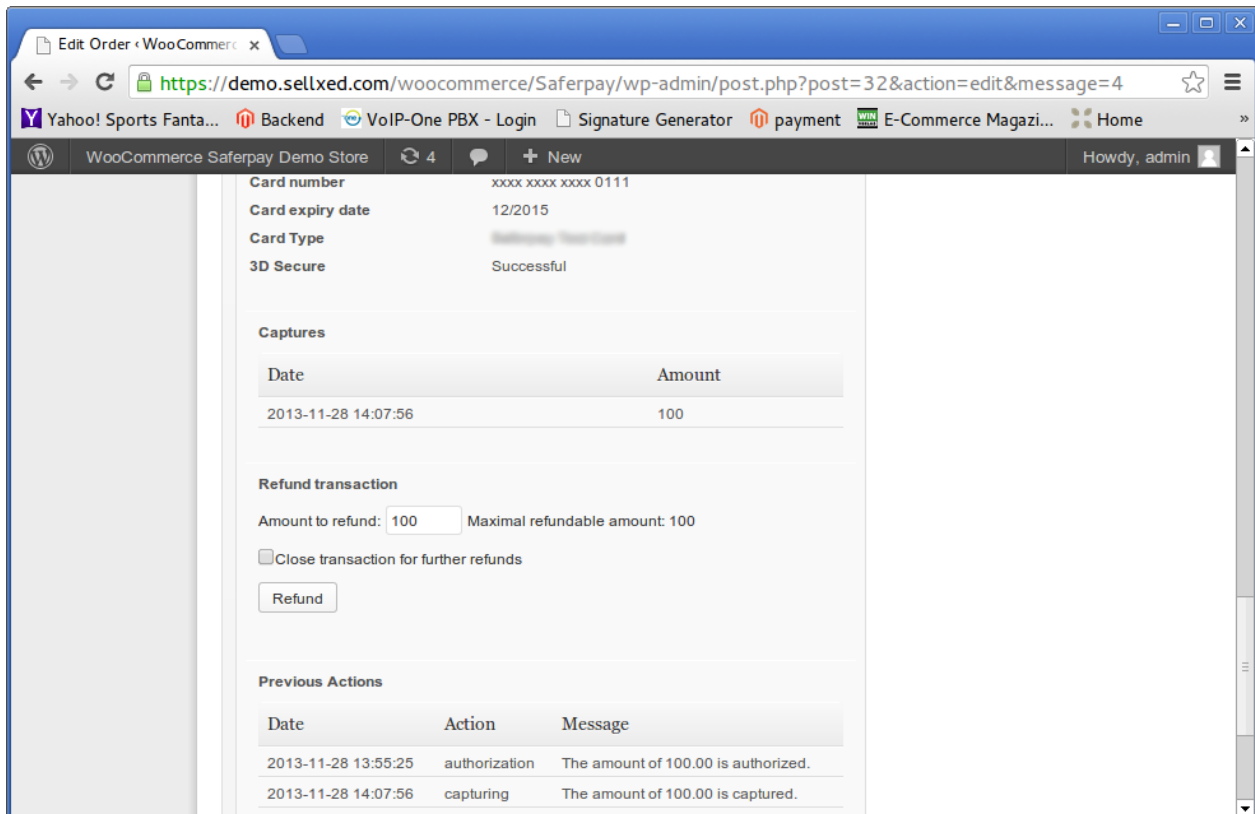 Edit Order ‹ WooCommerc
https://demo.sellxed.com/woocommerce/Saferpay/wp-admin/post.php?post=32&action=edit&message=4
Yahoo! Sports Fanta... Backend VoIP-One PBX - Login Signature Generator payment E-Commerce Magazi... Home »
WooCommerce Saferpay Demo Store 4 + New Howdy, admin
Card number xxxx xxxx xxxx 0111
Card expiry date 12/2015
Card Type
3D Secure Successful
Captures
Date Amount
2013-11-28 14:07:56 100
Refund transaction
Amount to refund: 100 Maximal refundable amount: 100
Close transaction for further refunds
Refund
Previous Actions
Date Action Message
2013-11-28 13:55:25 authorization The amount of 100.00 is authorized.
2013-11-28 14:07:56 capturing The amount of 100.00 is captured.